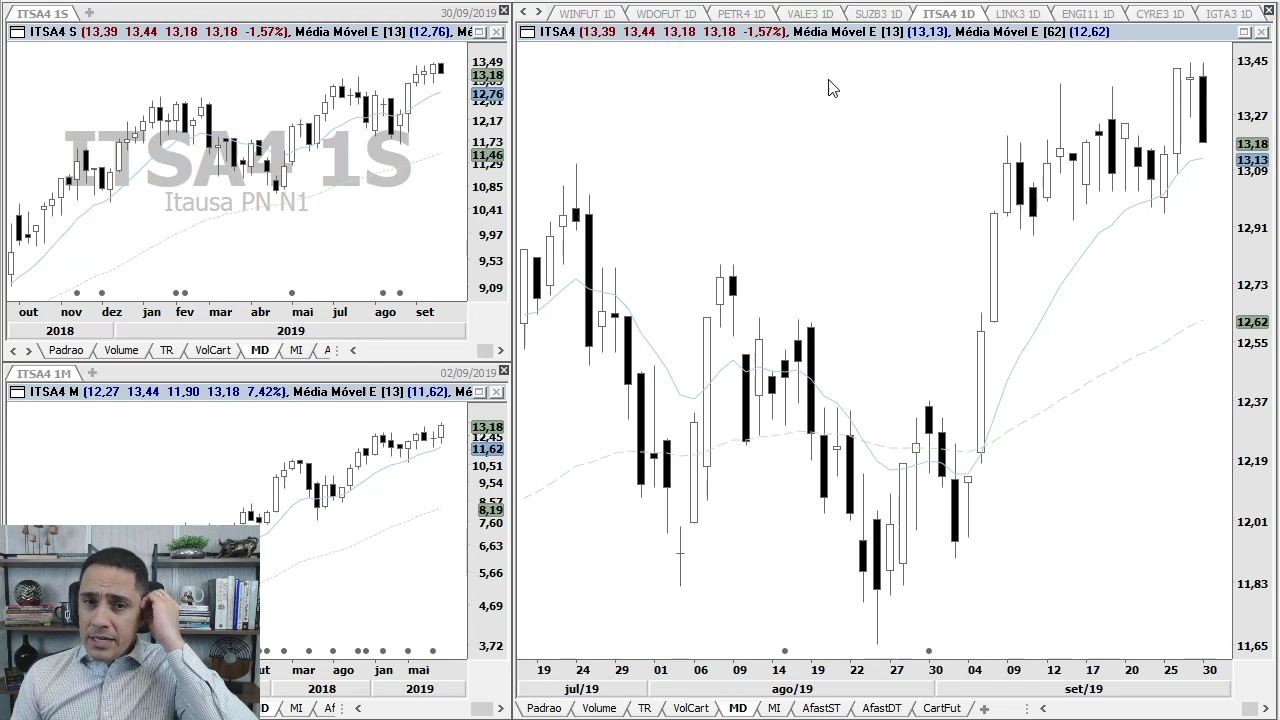 ITSA4 1S
30/09/2019
ITSA4 S (13,39 13,44 13,18 13,18 -1,57%), Média Móvel E [13] (12,76), Mé
13,49
13,18
12,76
12,61
12,17
11,73
11,46
11,29
10,85
10,41
9,97
9,53
9,09
ITSA4 1S
Itausa PN N1
out nov dez jan fev mar abr mai jul ago set
2018 2019
Padrao Volume TR VolCart MD MI A
ITSA4 1M
02/09/2019
ITSA4 M (12,27 13,44 11,90 13,18 7,42%), Média Móvel E [13] (11,62), Mé
13,18
12,45
11,62
10,51
9,54
8,57
8,19
7,60
6,63
5,66
4,69
3,72
ut mar ago jan mai
2018 2019
D MI Af
WINFUT 1D WDOFUT 1D PETR4 1D VALE3 1D SUZB3 1D ITSA4 1D LINX3 1D ENGI11 1D CYRE3 1D IGTA3 1D
ITSA4 (13,39 13,44 13,18 13,18 -1,57%), Média Móvel E [13] (13,13), Média Móvel E [62] (12,62)
13,45
13,27
13,18
13,13
13,09
12,91
12,73
12,62
12,55
12,37
12,19
12,01
11,83
11,65
19 24 29 01 06 09 14 19 22 27 30 04 09 12 17 20 25 30
jul/19 ago/19 set/19
Padrao Volume TR VolCart MD MI AfastST AfastDT CartFut